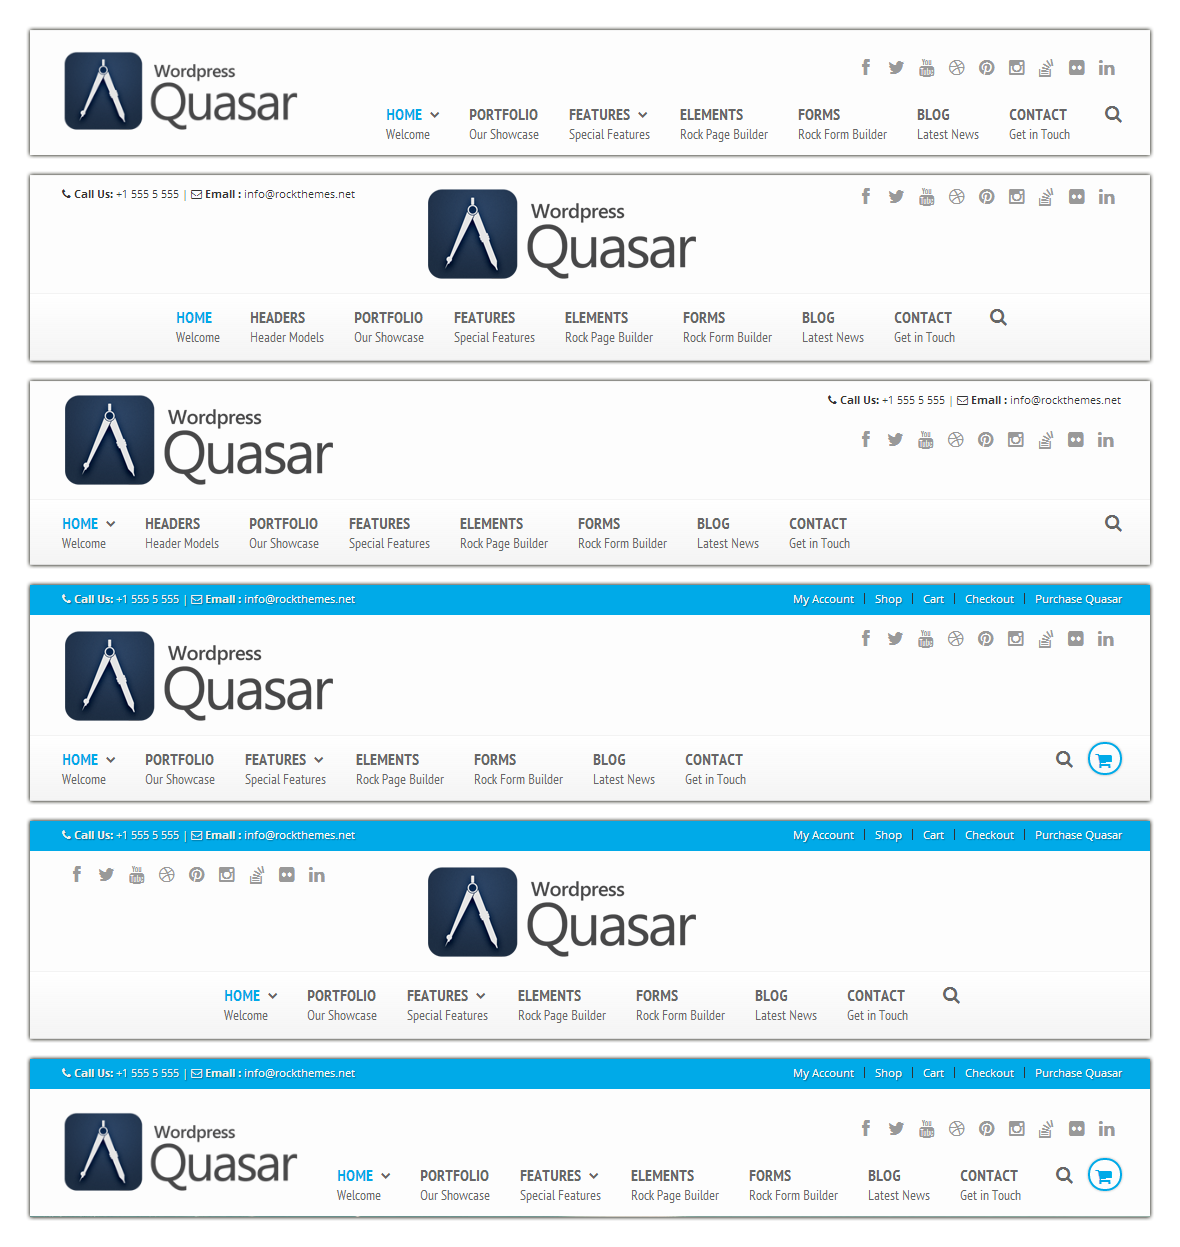 Wordpress
Quasar
HOME PORTFOLIO FEATURES ELEMENTS FORMS BLOG CONTACT
Welcome Our Showcase Special Features Rock Page Builder Rock Form Builder Latest News Get in Touch
Call Us: +1 555 5 555 | Email : info@rockthemes.net
Wordpress
Quasar
HOME HEADERS PORTFOLIO FEATURES ELEMENTS FORMS BLOG CONTACT
Welcome Header Models Our Showcase Special Features Rock Page Builder Rock Form Builder Latest News Get in Touch
Call Us: +1 555 5 555 | Email : info@rockthemes.net
Wordpress
Quasar
HOME HEADERS PORTFOLIO FEATURES ELEMENTS FORMS BLOG CONTACT
Welcome Header Models Our Showcase Special Features Rock Page Builder Rock Form Builder Latest News Get in Touch
Call Us: +1 555 5 555 | Email : info@rockthemes.net My Account | Shop | Cart | Checkout | Purchase Quasar
Wordpress
Quasar
HOME PORTFOLIO FEATURES ELEMENTS FORMS BLOG CONTACT
Welcome Our Showcase Special Features Rock Page Builder Rock Form Builder Latest News Get in Touch
Call Us: +1 555 5 555 | Email : info@rockthemes.net My Account | Shop | Cart | Checkout | Purchase Quasar
Wordpress
Quasar
HOME PORTFOLIO FEATURES ELEMENTS FORMS BLOG CONTACT
Welcome Our Showcase Special Features Rock Page Builder Rock Form Builder Latest News Get in Touch
Call Us: +1 555 5 555 | Email : info@rockthemes.net My Account | Shop | Cart | Checkout | Purchase Quasar
Wordpress
Quasar
HOME PORTFOLIO FEATURES ELEMENTS FORMS BLOG CONTACT
Welcome Our Showcase Special Features Rock Page Builder Rock Form Builder Latest News Get in Touch